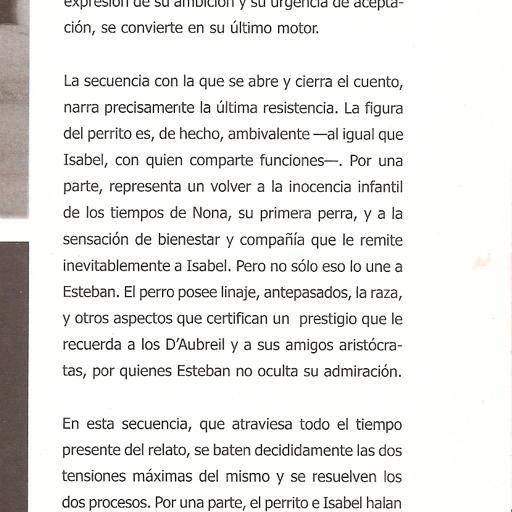 expresión de su ambición y su urgencia de acepta-
ción, se convierte en su último motor.
La secuencia con la que se abre y cierra el cuento,
narra precisamente la última resistencia. La figura
del perrito es, de hecho, ambivalente —al igual que
Isabel, con quien comparte funciones—. Por una
parte, representa un volver a la inocencia infantil
de los tiempos de Nona, su primera perra, y a la
sensación de bienestar y compañía que le remite
inevitablemente a Isabel. Pero no sólo eso lo une a
Esteban. El perro posee linaje, antepasados, la raza,
y otros aspectos que certifican un prestigio que le
recuerda a los D’Aubreil y a sus amigos aristócra-
tas, por quienes Esteban no oculta su admiración.
En esta secuencia, que atraviesa todo el tiempo
presente del relato, se baten decididamente las dos
tensiones máximas del mismo y se resuelven los
dos procesos. Por una parte, el perrito e Isabel halan